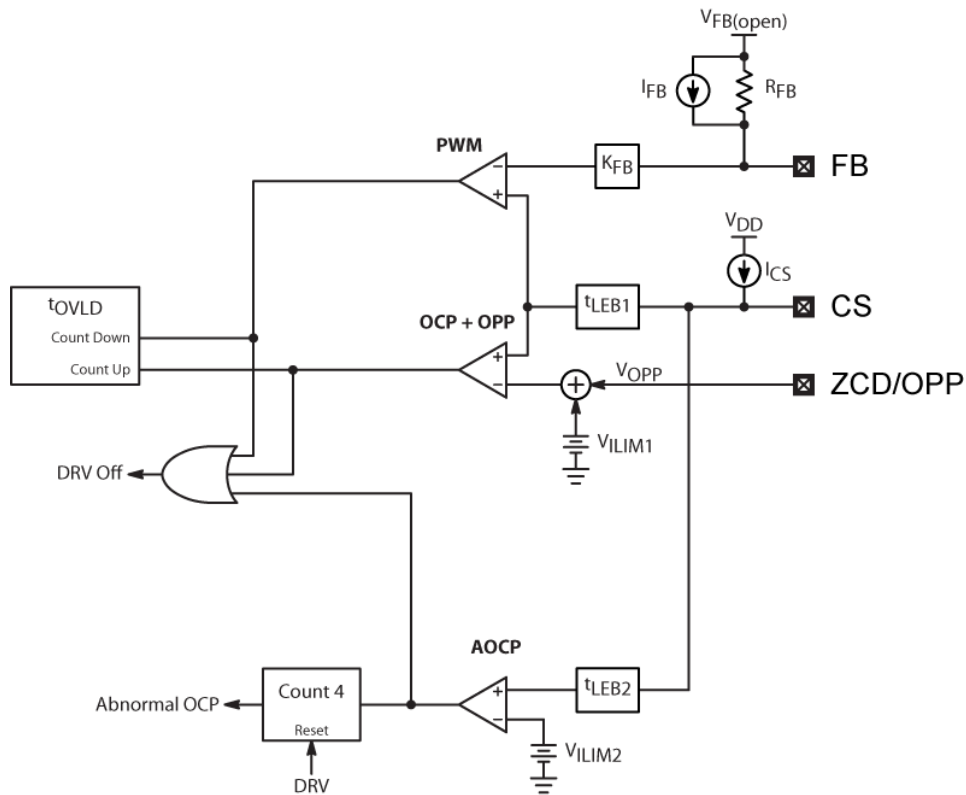 VFB(open)
IFB
RFB
PWM
KFB
FB
VDD
ICS
tOVLD
tLEB1
CS
OCP + OPP
Count Down
Count Up
VOPP
ZCD/OPP
VILIM1
DRV Off
AOCP
Count 4
tLEB2
Abnormal OCP
Reset
VILIM2
DRV